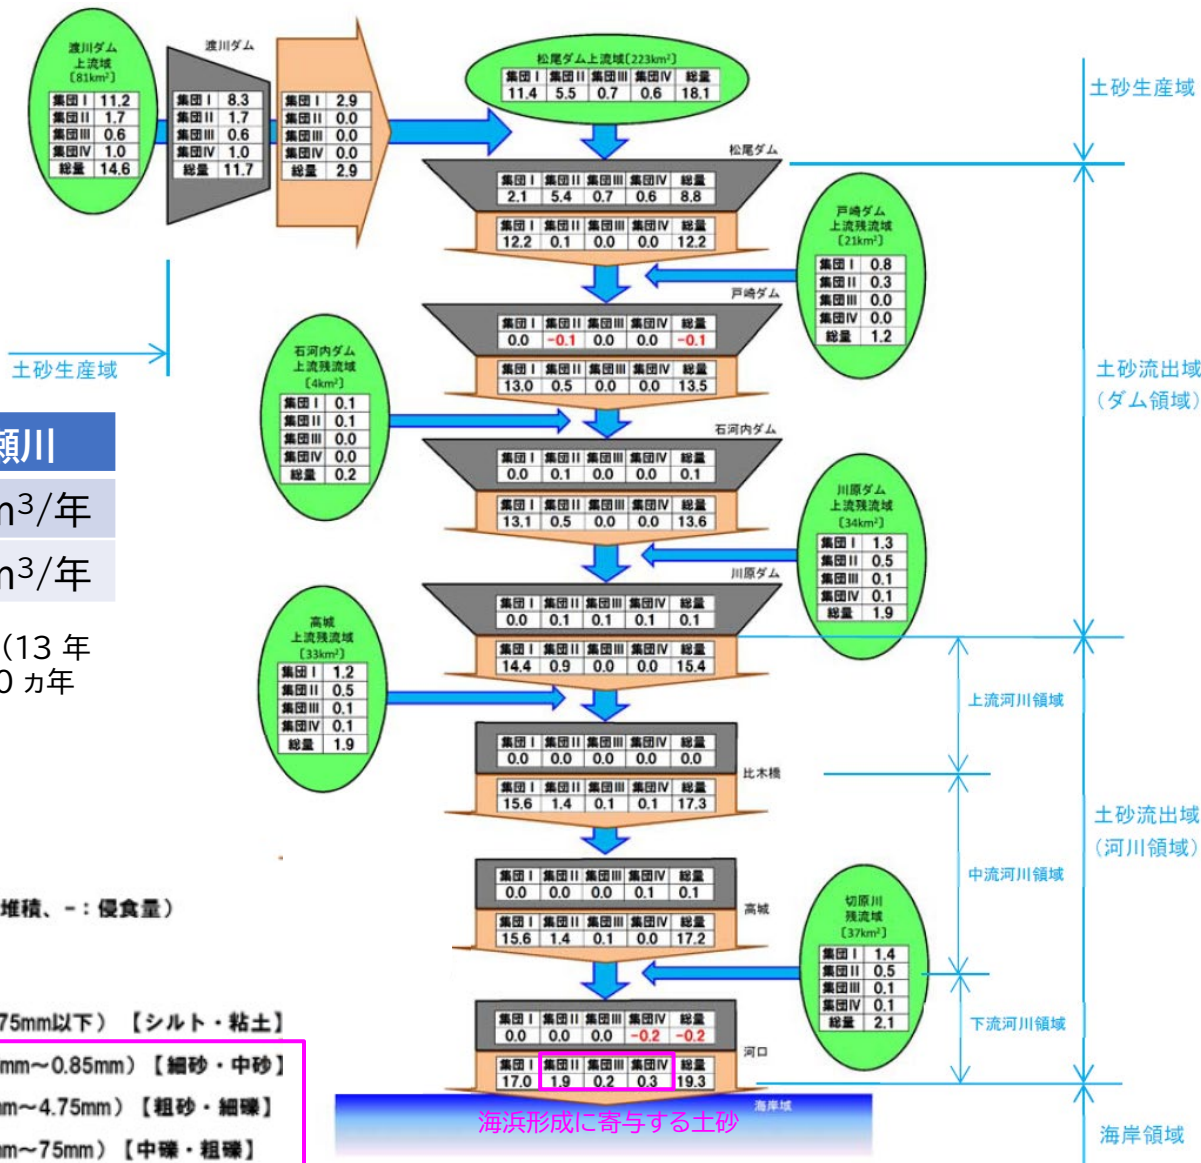 渡川ダム
上流域
〔81km²〕
集団Ⅰ 11.2
集団Ⅱ 1.7
集団Ⅲ 0.6
集団Ⅳ 1.0
総量 14.6
渡川ダム
集団Ⅰ 8.3
集団Ⅱ 1.7
集団Ⅲ 0.6
集団Ⅳ 1.0
総量 11.7
集団Ⅰ 2.9
集団Ⅱ 0.0
集団Ⅲ 0.0
集団Ⅳ 0.0
総量 2.9
松尾ダム上流域〔223km²〕
集団Ⅰ 集団Ⅱ 集団Ⅲ 集団Ⅳ 総量
11.4 5.5 0.7 0.6 18.1
土砂生産域
松尾ダム
集団Ⅰ 集団Ⅱ 集団Ⅲ 集団Ⅳ 総量
2.1 5.4 0.7 0.6 8.8
集団Ⅰ 集団Ⅱ 集団Ⅲ 集団Ⅳ 総量
12.2 0.1 0.0 0.0 12.2
戸崎ダム
上流残流域
〔21km²〕
集団Ⅰ 0.8
集団Ⅱ 0.3
集団Ⅲ 0.0
集団Ⅳ 0.0
総量 1.2
戸崎ダム
集団Ⅰ 集団Ⅱ 集団Ⅲ 集団Ⅳ 総量
0.0 -0.1 0.0 0.0 -0.1
集団Ⅰ 集団Ⅱ 集団Ⅲ 集団Ⅳ 総量
13.0 0.5 0.0 0.0 13.5
土砂生産域
土砂流出域
(ダム領域)
石河内ダム
上流残流域
〔4km²〕
集団Ⅰ 0.1
集団Ⅱ 0.1
集団Ⅲ 0.0
集団Ⅳ 0.0
総量 0.2
石河内ダム
集団Ⅰ 集団Ⅱ 集団Ⅲ 集団Ⅳ 総量
0.0 0.1 0.0 0.0 0.1
集団Ⅰ 集団Ⅱ 集団Ⅲ 集団Ⅳ 総量
13.1 0.5 0.0 0.0 13.6
瀬川
m³/年
m³/年
(13 年
0 ヵ年
川原ダム
上流残流域
〔34km²〕
集団Ⅰ 1.3
集団Ⅱ 0.5
集団Ⅲ 0.1
集団Ⅳ 0.1
総量 1.9
川原ダム
集団Ⅰ 集団Ⅱ 集団Ⅲ 集団Ⅳ 総量
0.0 0.1 0.1 0.1 0.1
集団Ⅰ 集団Ⅱ 集団Ⅲ 集団Ⅳ 総量
14.4 0.9 0.0 0.0 15.4
高城
上流残流域
〔33km²〕
集団Ⅰ 1.2
集団Ⅱ 0.5
集団Ⅲ 0.1
集団Ⅳ 0.1
総量 1.9
上流河川領域
集団Ⅰ 集団Ⅱ 集団Ⅲ 集団Ⅳ 総量
0.0 0.0 0.0 0.0 0.0
比木橋
集団Ⅰ 集団Ⅱ 集団Ⅲ 集団Ⅳ 総量
15.6 1.4 0.1 0.1 17.3
土砂流出域
(河川領域)
中流河川領域
集団Ⅰ 集団Ⅱ 集団Ⅲ 集団Ⅳ 総量
0.0 0.0 0.0 0.1 0.1
高城
集団Ⅰ 集団Ⅱ 集団Ⅲ 集団Ⅳ 総量
15.6 1.4 0.1 0.0 17.2
堆積、-：侵食量）
切原川
残流域
〔37km²〕
集団Ⅰ 1.4
集団Ⅱ 0.5
集団Ⅲ 0.1
集団Ⅳ 0.1
総量 2.1
下流河川領域
集団Ⅰ 集団Ⅱ 集団Ⅲ 集団Ⅳ 総量
0.0 0.0 0.0 -0.2 -0.2
河口
集団Ⅰ 集団Ⅱ 集団Ⅲ 集団Ⅳ 総量
17.0 1.9 0.2 0.3 19.3
75mm以下）【シルト・粘土】
mm～0.85mm）【細砂・中砂】
mm～4.75mm）【粗砂・細礫】
mm～75mm）【中礫・粗礫】
海岸域
海浜形成に寄与する土砂
海岸領域